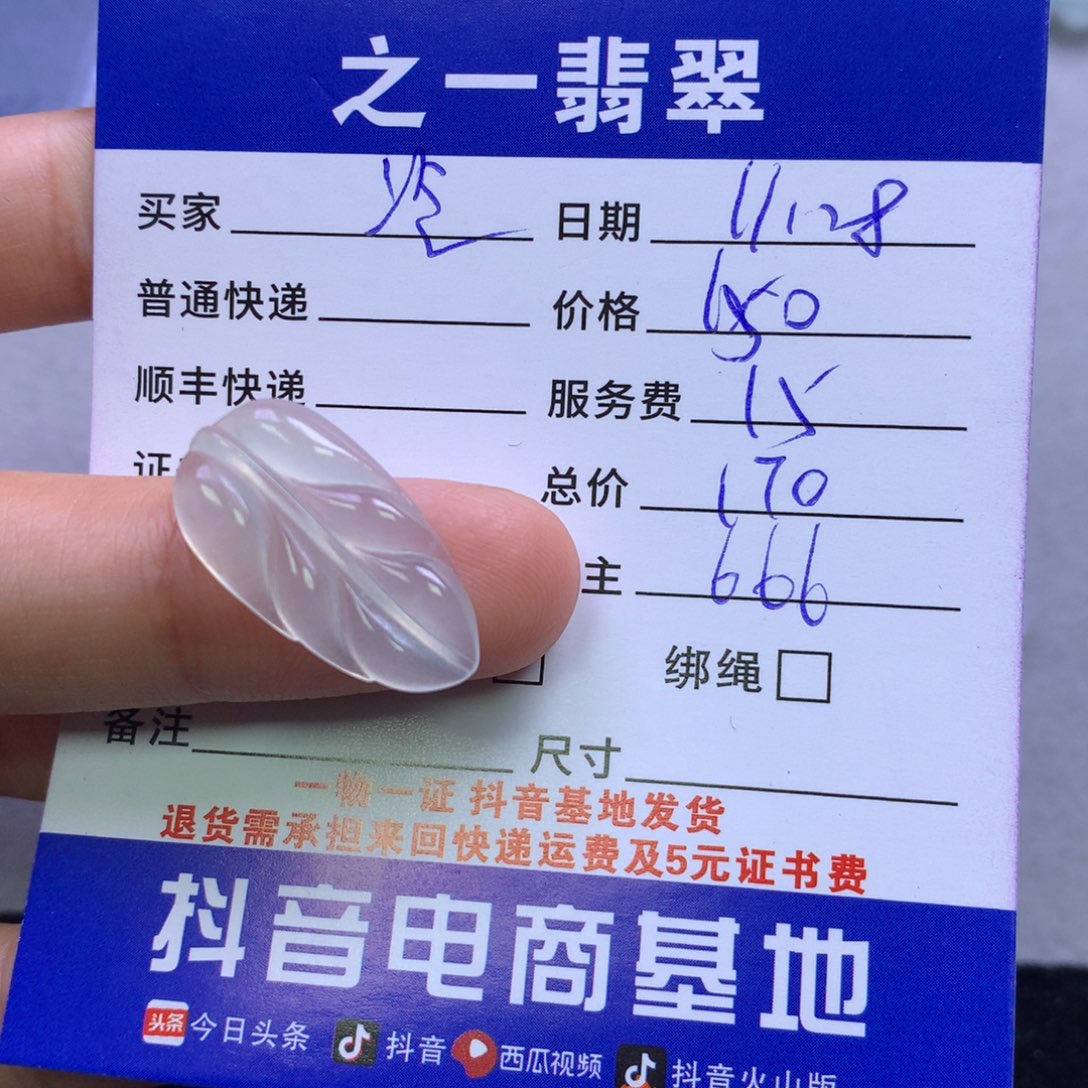 之一翡翠
买家 日期 11/128
普通快递 价格
顺丰快递 服务费 15
证 总价 170
主 666
绑绳
备注 尺寸
一物一证 抖音基地发货
退货需承担来回快递运费及5元证书费
抖音电商基地
头条 今日头条 抖音 西瓜视频 抖音火山版